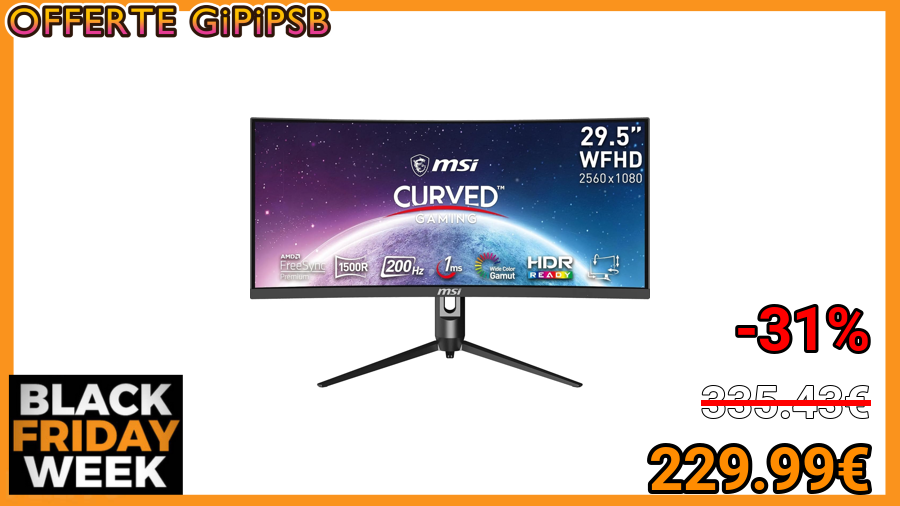 OFFERTE GiPiPSB
29.5”
WFHD
2560x1080
msi
CURVED™
GAMING
AMD
FreeSync
Premium
1500R
200Hz
1ms
Wide Color
Gamut
HDR
READY
msi
-31%
335.43€
229.99€
BLACK
FRIDAY
WEEK